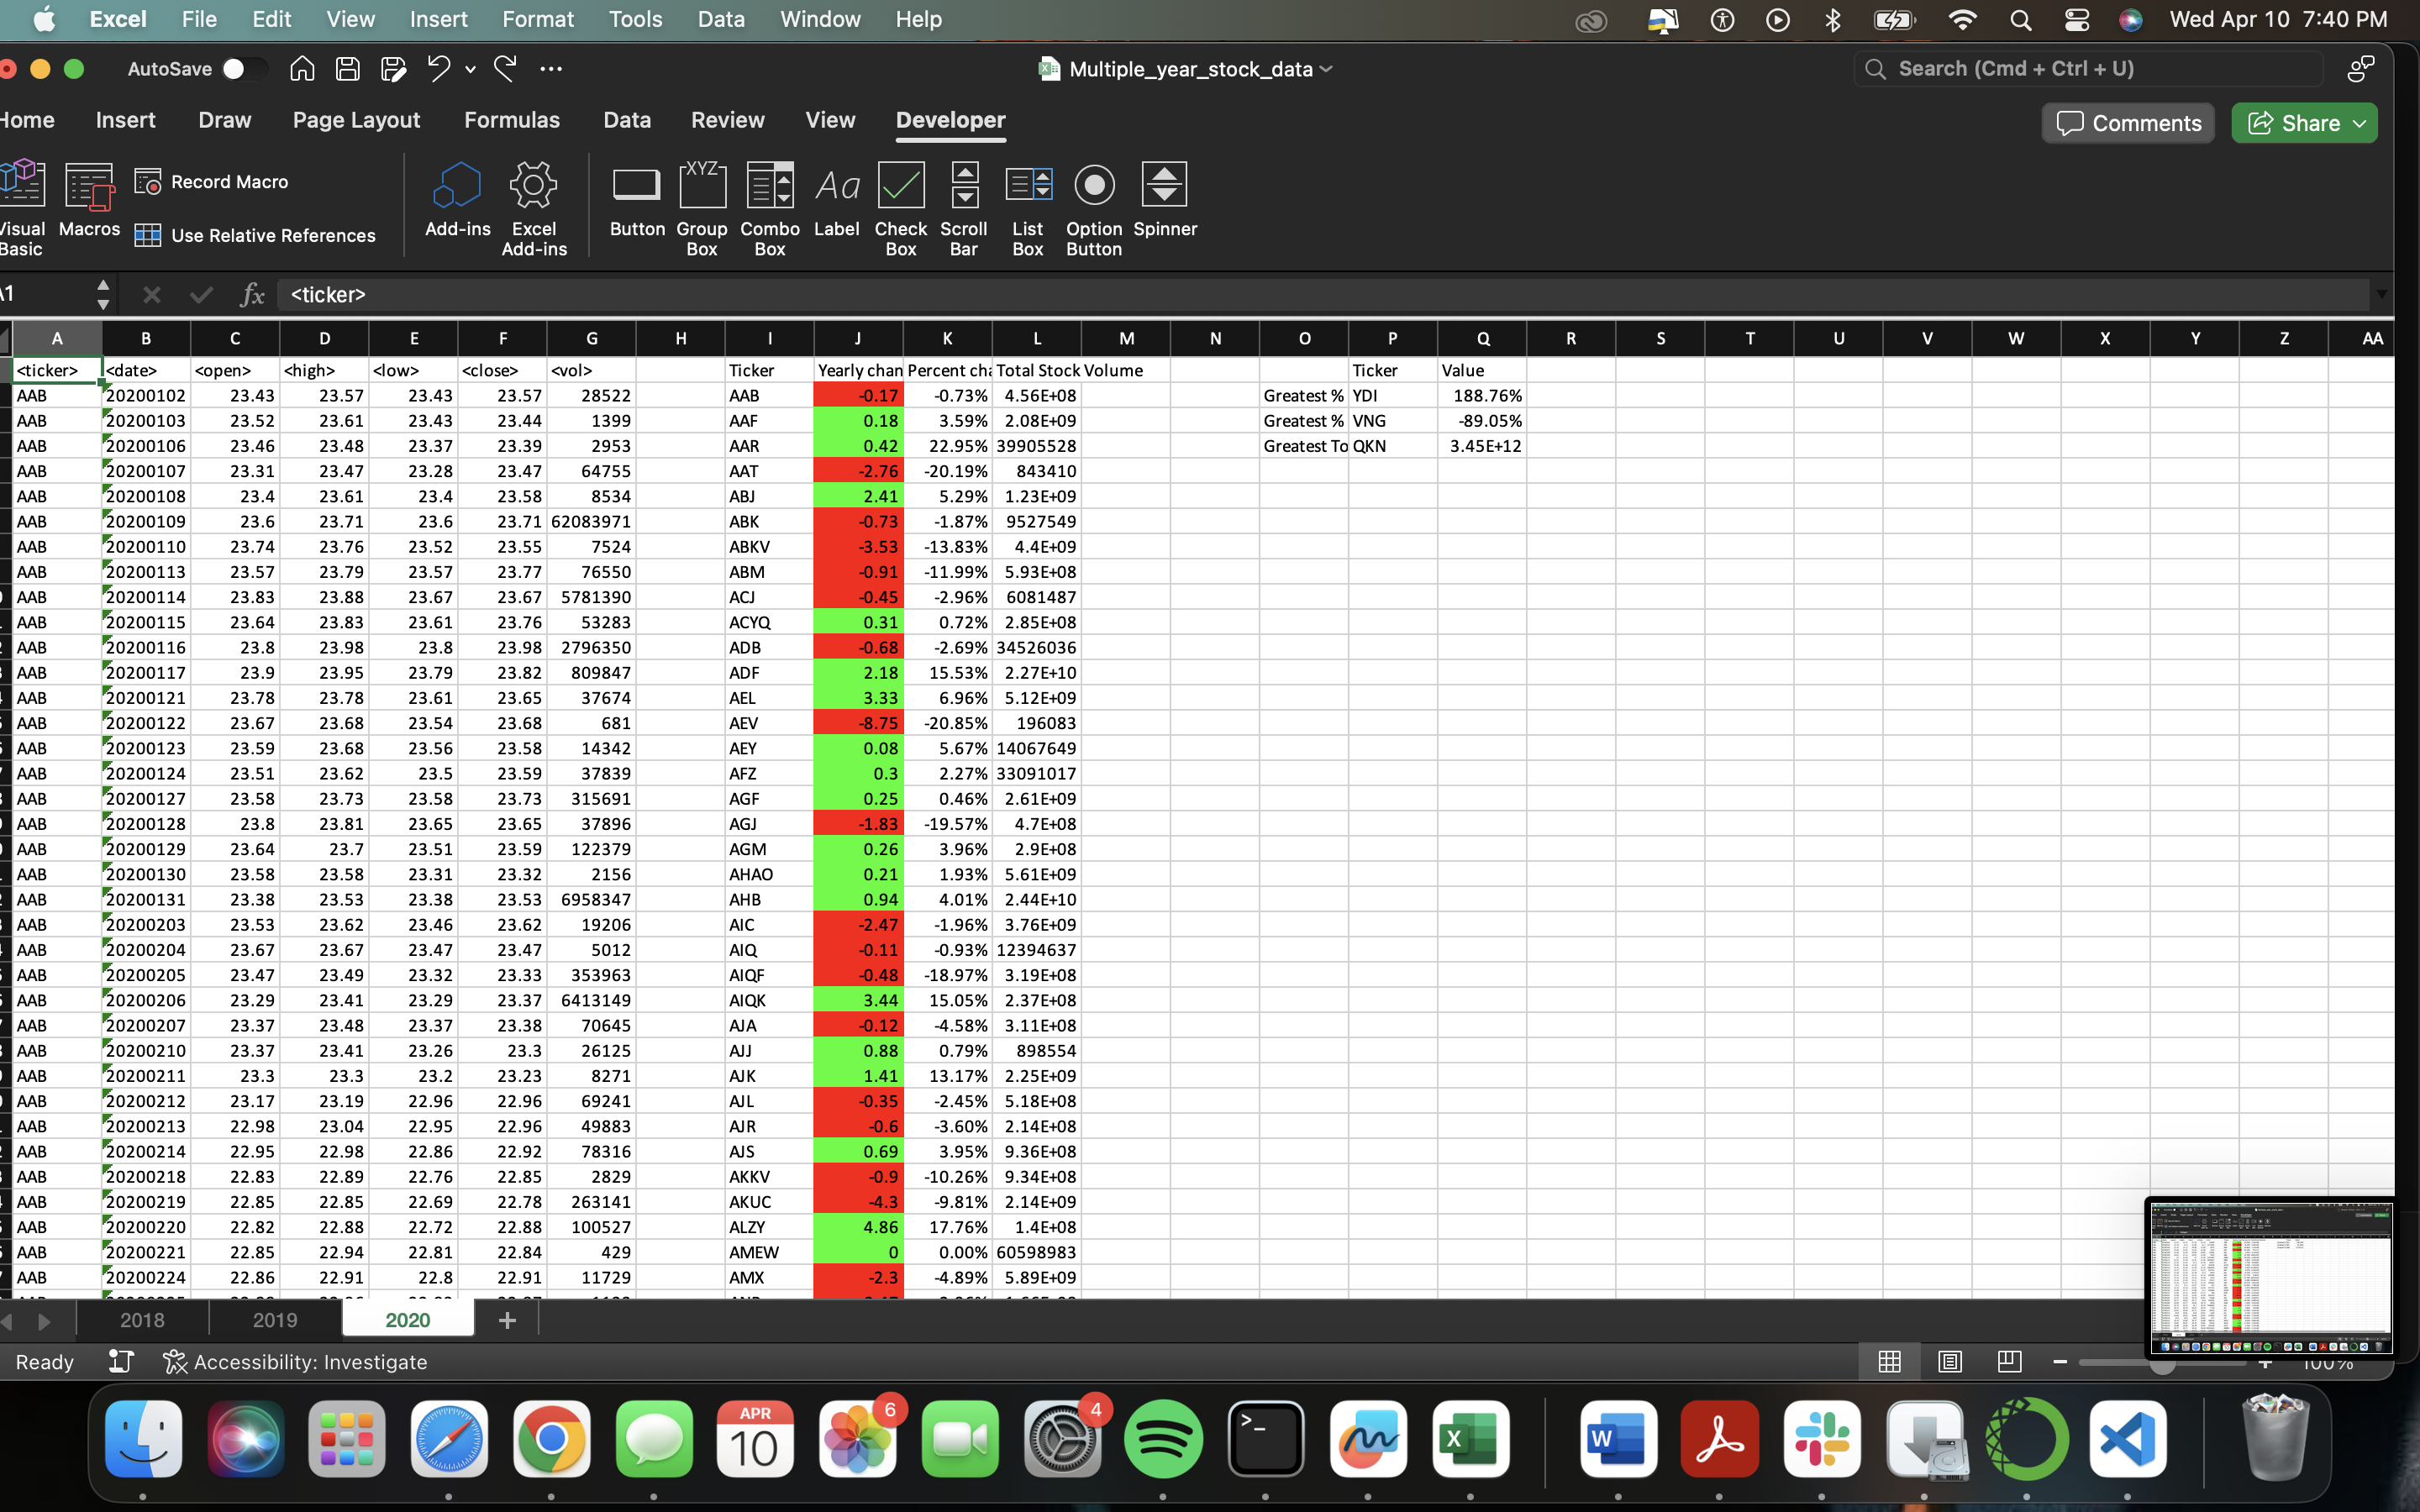 Excel File Edit View Insert Format Tools Data Window Help Wed Apr 10 7:40 PM
AutoSave Multiple_year_stock_data Search (Cmd + Ctrl + U)
Home Insert Draw Page Layout Formulas Data Review View Developer Comments Share
Visual Basic Macros Record Macro Use Relative References Add-ins Excel Add-ins Button Group Box Combo Box Label Check Box Scroll Bar List Box Option Button Spinner
XYZ Aa
A1 fx <ticker>
A B C D E F G H I J K L M N O P Q R S T U V W X Y Z AA
<ticker> <date> <open> <high> <low> <close> <vol> Ticker Yearly chan Percent cha Total Stock Volume Ticker Value
AAB 20200102 23.43 23.57 23.43 23.57 28522 AAB -0.17 -0.73% 4.56E+08 Greatest % YDI 188.76%
AAB 20200103 23.52 23.61 23.43 23.44 1399 AAF 0.18 3.59% 2.08E+09 Greatest % VNG -89.05%
AAB 20200106 23.46 23.48 23.37 23.39 2953 AAR 0.42 22.95% 39905528 Greatest To QKN 3.45E+12
AAB 20200107 23.31 23.47 23.28 23.47 64755 AAT -2.76 -20.19% 843410
AAB 20200108 23.4 23.61 23.4 23.58 8534 ABJ 2.41 5.29% 1.23E+09
AAB 20200109 23.6 23.71 23.6 23.71 62083971 ABK -0.73 -1.87% 9527549
AAB 20200110 23.74 23.76 23.52 23.55 7524 ABKV -3.53 -13.83% 4.4E+09
AAB 20200113 23.57 23.79 23.57 23.77 76550 ABM -0.91 -11.99% 5.93E+08
AAB 20200114 23.83 23.88 23.67 23.67 5781390 ACJ -0.45 -2.96% 6081487
AAB 20200115 23.64 23.83 23.61 23.76 53283 ACYQ 0.31 0.72% 2.85E+08
AAB 20200116 23.8 23.98 23.8 23.98 2796350 ADB -0.68 -2.69% 34526036
AAB 20200117 23.9 23.95 23.79 23.82 809847 ADF 2.18 15.53% 2.27E+10
AAB 20200121 23.78 23.78 23.61 23.65 37674 AEL 3.33 6.96% 5.12E+09
AAB 20200122 23.67 23.68 23.54 23.68 681 AEV -8.75 -20.85% 196083
AAB 20200123 23.59 23.68 23.56 23.58 14342 AEY 0.08 5.67% 14067649
AAB 20200124 23.51 23.62 23.5 23.59 37839 AFZ 0.3 2.27% 33091017
AAB 20200127 23.58 23.73 23.58 23.73 315691 AGF 0.25 0.46% 2.61E+09
AAB 20200128 23.8 23.81 23.65 23.65 37896 AGJ -1.83 -19.57% 4.7E+08
AAB 20200129 23.64 23.7 23.51 23.59 122379 AGM 0.26 3.96% 2.9E+08
AAB 20200130 23.58 23.58 23.31 23.32 2156 AHAO 0.21 1.93% 5.61E+09
AAB 20200131 23.38 23.53 23.38 23.53 6958347 AHB 0.94 4.01% 2.44E+10
AAB 20200203 23.53 23.62 23.46 23.62 19206 AIC -2.47 -1.96% 3.76E+09
AAB 20200204 23.67 23.67 23.47 23.47 5012 AIQ -0.11 -0.93% 12394637
AAB 20200205 23.47 23.49 23.32 23.33 353963 AIQF -0.48 -18.97% 3.19E+08
AAB 20200206 23.29 23.41 23.29 23.37 6413149 AIQK 3.44 15.05% 2.37E+08
AAB 20200207 23.37 23.48 23.37 23.38 70645 AJA -0.12 -4.58% 3.11E+08
AAB 20200210 23.37 23.41 23.26 23.3 26125 AJJ 0.88 0.79% 898554
AAB 20200211 23.3 23.3 23.2 23.23 8271 AJK 1.41 13.17% 2.25E+09
AAB 20200212 23.17 23.19 22.96 22.96 69241 AJL -0.35 -2.45% 5.18E+08
AAB 20200213 22.98 23.04 22.95 22.96 49883 AJR -0.6 -3.60% 2.14E+08
AAB 20200214 22.95 22.98 22.86 22.92 78316 AJS 0.69 3.95% 9.36E+08
AAB 20200218 22.83 22.89 22.76 22.85 2829 AKKV -0.9 -10.26% 9.34E+08
AAB 20200219 22.85 22.85 22.69 22.78 263141 AKUC -4.3 -9.81% 2.14E+09
AAB 20200220 22.82 22.88 22.72 22.88 100527 ALZY 4.86 17.76% 1.4E+08
AAB 20200221 22.85 22.94 22.81 22.84 429 AMEW 0 0.00% 60598983
AAB 20200224 22.86 22.91 22.8 22.91 11729 AMX -2.3 -4.89% 5.89E+09
2018 2019 2020
Ready Accessibility: Investigate 100%
APR 10 6 4